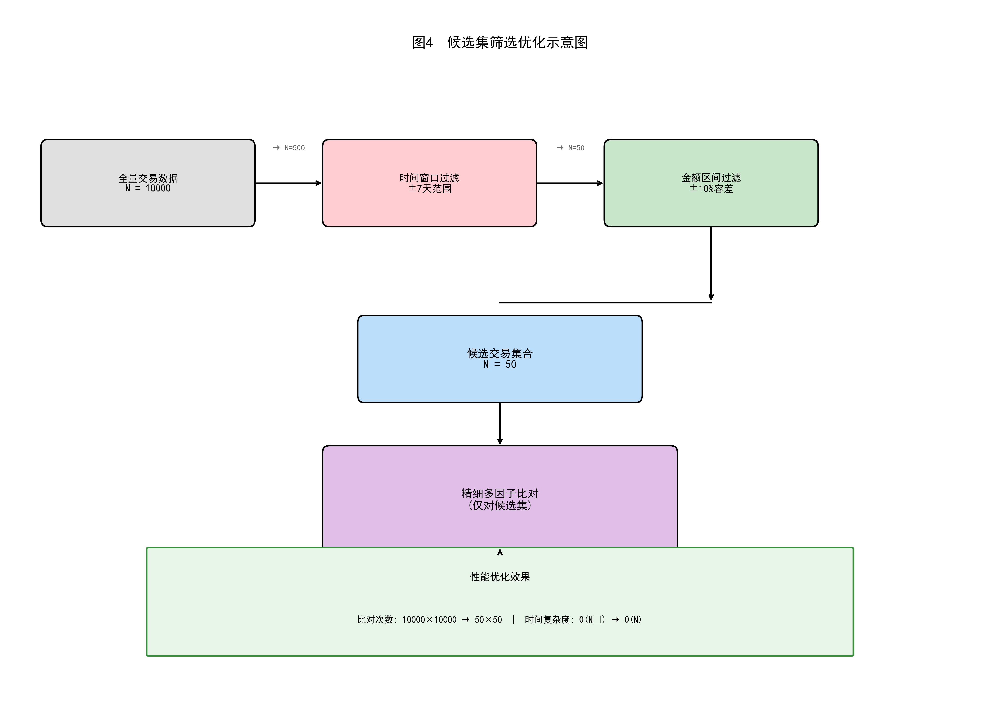 图4  候选集筛选优化示意图
全量交易数据
N = 10000
→ N=500
时间窗口过滤
±7天范围
→ N=50
金额区间过滤
±10%容差
候选交易集合
N = 50
精细多因子比对
(仅对候选集)
性能优化效果
比对次数: 10000×10000 → 50×50 | 时间复杂度: O(N□) → O(N)